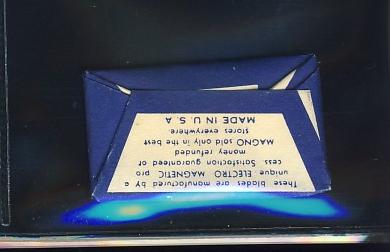 These blades are manufactured by a
unique ELECTRO MAGNETIC pro
cess Satisfaction guaranteed of
money refunded
MAGNO sold only in the best
stores everywhere
MADE IN U.S.A